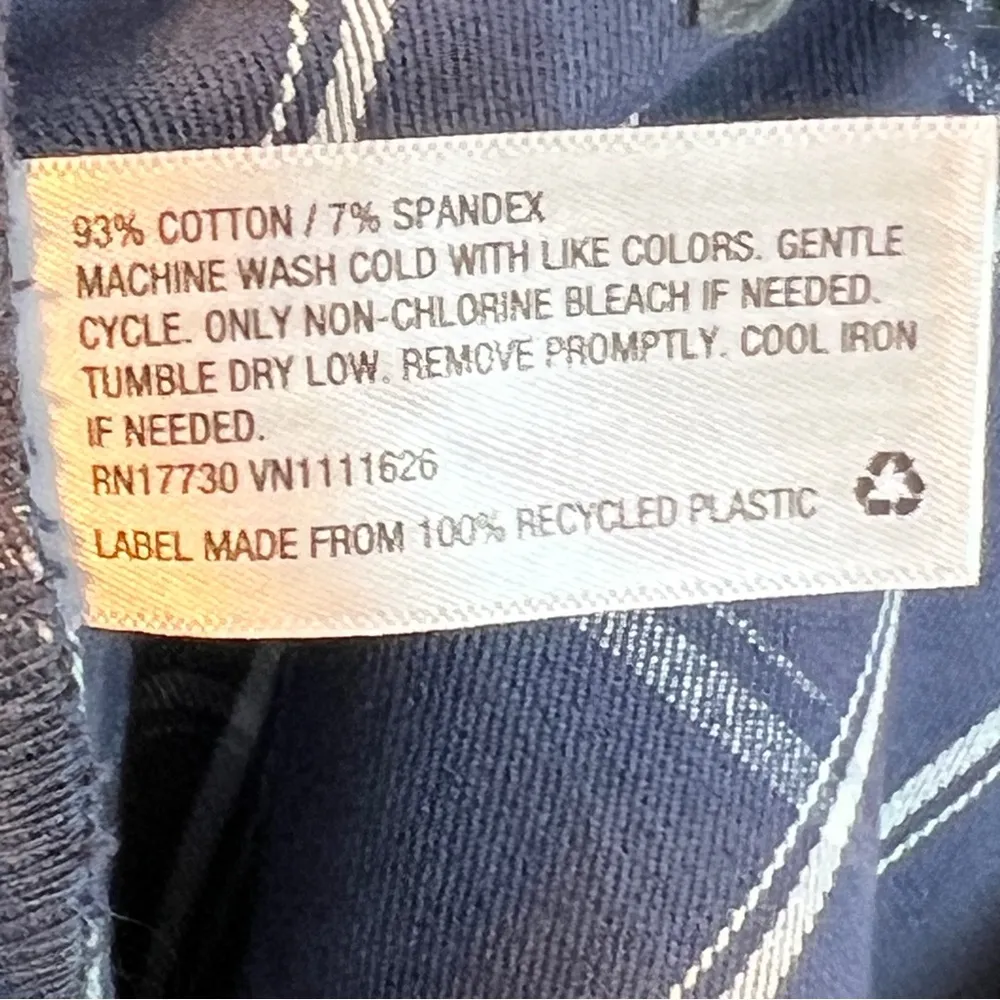 93% COTTON / 7% SPANDEX
MACHINE WASH COLD WITH LIKE COLORS. GENTLE
CYCLE. ONLY NON-CHLORINE BLEACH IF NEEDED.
TUMBLE DRY LOW. REMOVE PROMPTLY. COOL IRON
IF NEEDED.
RN17730 VN1111626
LABEL MADE FROM 100% RECYCLED PLASTIC